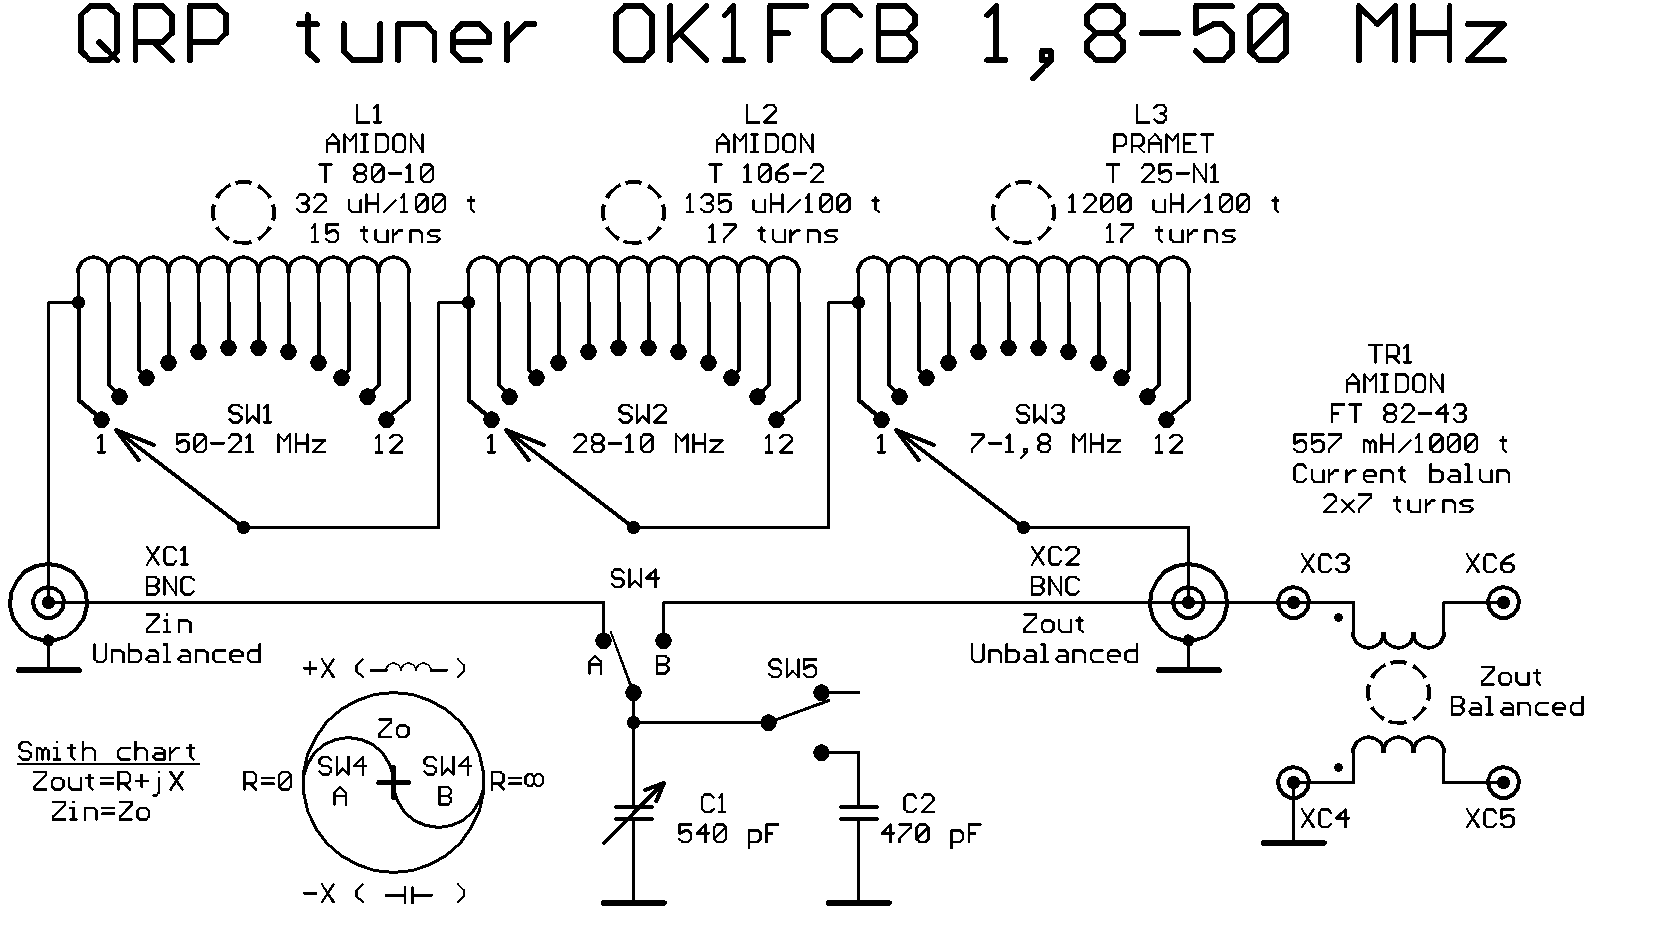 QRP tuner OK1FCB 1,8-50 MHz
L1
AMIDON
T 80-10
32 uH/100 t
15 turns
L2
AMIDON
T 106-2
135 uH/100 t
17 turns
L3
PRAMET
T 25-N1
1200 uH/100 t
17 turns
SW1
1 50-21 MHz 12
SW2
1 28-10 MHz 12
SW3
1 7-1,8 MHz 12
TR1
AMIDON
FT 82-43
557 mH/1000 t
Current balun
2x7 turns
XC1
BNC
Zin
Unbalanced
SW4
A B
XC2
BNC
Zout
Unbalanced
XC3 XC6
Zout
Balanced
XC4 XC5
SW5
C1
540 pF
C2
470 pF
Smith chart
Zout=R+jX
Zin=Zo
+X ( )
Zo
SW4 SW4
A B
R=0 R=∞
-X ( )